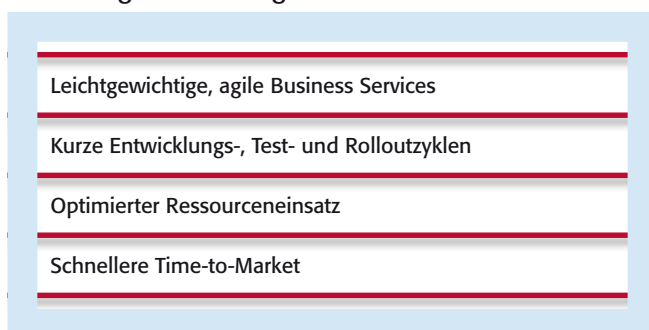 Leichtgewichtige, agile Business Services
Kurze Entwicklungs-, Test- und Rolloutzyklen
Optimierter Ressourceneinsatz
Schnellere Time-to-Market